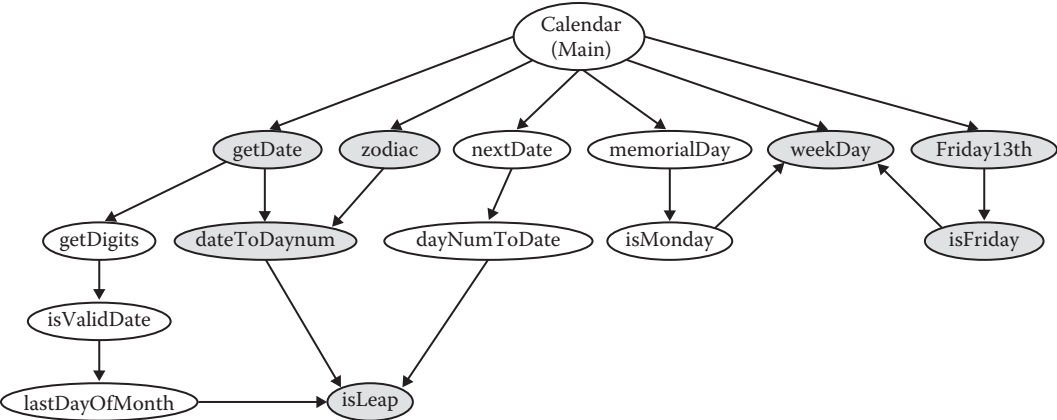 Calendar
(Main)
getDate
zodiac
nextDate
memorialDay
weekDay
Friday13th
getDigits
dateToDaynum
dayNumToDate
isMonday
isFriday
isValidDate
lastDayOfMonth
isLeap